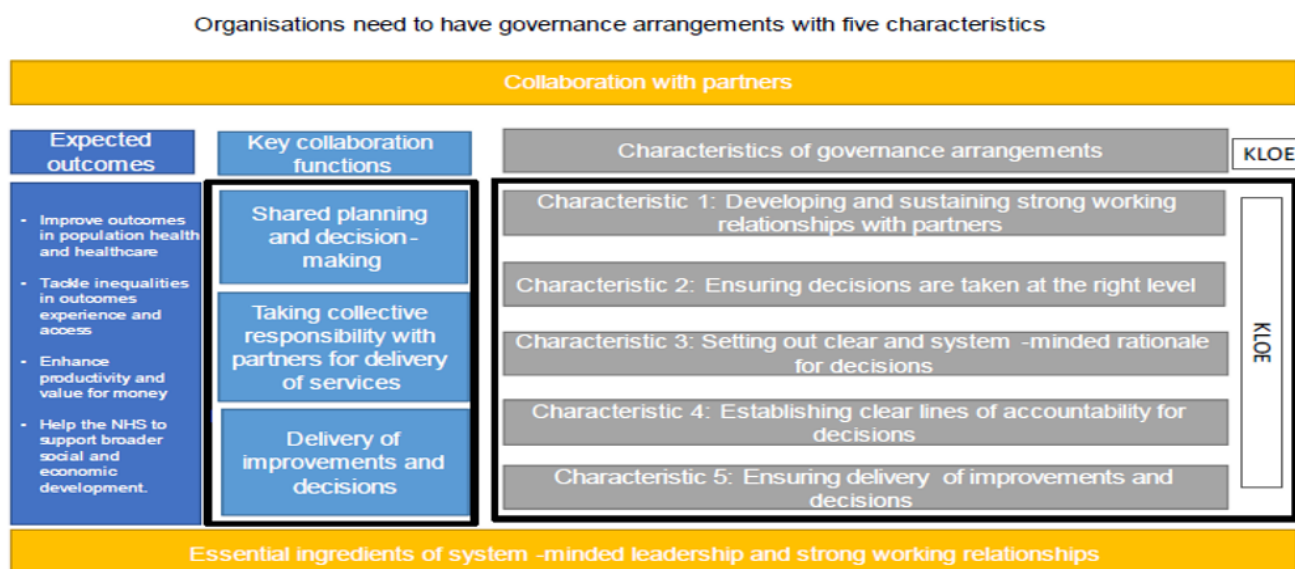 Organisations need to have governance arrangements with five characteristics
Collaboration with partners
Expected
outcomes
Key collaboration
functions
Characteristics of governance arrangements
KLOE
- Improve outcomes
in population health
and healthcare
- Tackle inequalities
in outcomes
experience and
access
- Enhance
productivity and
value for money
- Help the NHS to
support broader
social and
economic
development.
Shared planning
and decision-
making
Taking collective
responsibility with
partners for delivery
of services
Delivery of
improvements and
decisions
Characteristic 1: Developing and sustaining strong working
relationships with partners
Characteristic 2: Ensuring decisions are taken at the right level
Characteristic 3: Setting out clear and system -minded rationale
for decisions
Characteristic 4: Establishing clear lines of accountability for
decisions
Characteristic 5: Ensuring delivery of improvements and
decisions
KLOE
Essential ingredients of system -minded leadership and strong working relationships